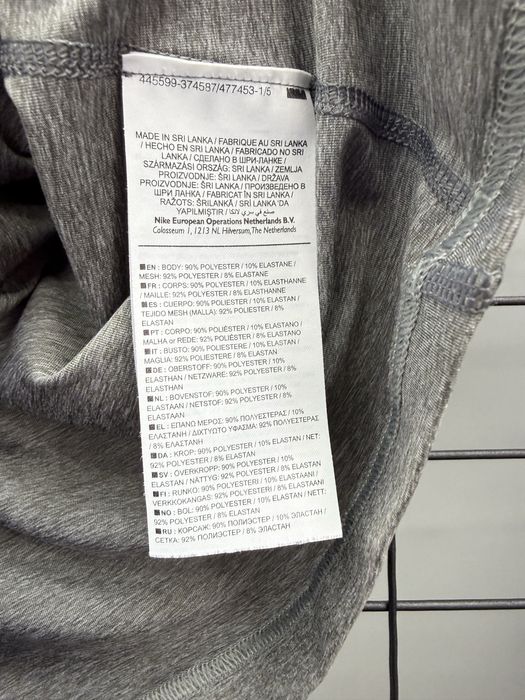 445599-374587/477453-1/5
MADE IN SRI LANKA / FABRIQUE AU SRI LANKA
/ HECHO EN SRI LANKA / FABRICADO NO SRI
LANKA / СДЕЛАНО В ШРИ-ЛАНКЕ /
SZÁRMAZÁSI ORSZÁG: SRI LANKA / ZEMLJA
PROIZVODNJE: ŠRI LANKA / DRŽAVA
PROIZVODNJE: ŠRI LANKA / ПРОИЗВЕДЕНО В
ШРИ ЛАНКА / FABRICAT ÎN SRI LANKA /
RAŽOTS: ŠRILANKĀ / SRI LANKA'DA
YAPILMIŞTIR / صنع في سري لانكا
Nike European Operations Netherlands B.V.
Colosseum 1, 1213 NL Hilversum, The Netherlands
EN : BODY: 90% POLYESTER / 10% ELASTANE /
MESH: 92% POLYESTER / 8% ELASTANE
FR : CORPS: 90% POLYESTER / 10% ELASTHANNE
/ MAILLE: 92% POLYESTER / 8% ELASTHANNE
ES : CUERPO: 90% POLIÉSTER / 10% ELASTAN /
TEJIDO MESH (MALLA): 92% POLIÉSTER / 8%
ELASTAN
PT : CORPO: 90% POLIÉSTER / 10% ELASTANO /
MALHA or REDE: 92% POLIÉSTER / 8% ELASTANO
IT : BUSTO: 90% POLIESTERE / 10% ELASTAN /
MAGLIA: 92% POLIESTERE / 8% ELASTAN
DE : OBERSTOFF: 90% POLYESTER / 10%
ELASTHAN / NETZWARE: 92% POLYESTER / 8%
ELASTHAN
NL : BOVENSTOF: 90% POLYESTER / 10%
ELASTAAN / NETSTOF: 92% POLYESTER / 8%
ELASTAAN
EL : ΕΠΑΝΩ ΜΕΡΟΣ: 90% ΠΟΛΥΕΣΤΕΡΑΣ / 10%
ΕΛΑΣΤΑΝΗ / ΔΙΧΤΥΩΤΟ ΥΦΑΣΜΑ: 92% ΠΟΛΥΕΣΤΕΡΑΣ
/ 8% ΕΛΑΣΤΑΝΗ
DA : KROP: 90% POLYESTER / 10% ELASTAN / NET:
92% POLYESTER / 8% ELASTAN
SV : ÖVERKROPP: 90% POLYESTER / 10%
ELASTAN / NÄTTYG: 92% POLYESTER / 8% ELASTAN
FI : RUNKO: 90% POLYESTERI / 10% ELASTAANI /
VERKKOKANGAS: 92% POLYESTERI / 8% ELASTAANI
NO : BOL: 90% POLYESTER / 10% ELASTAN / NETT:
92% POLYESTER / 8% ELASTAN
RU : КОРСАЖ: 90% ПОЛИЭСТЕР / 10% ЭЛАСТАН /
СЕТКА: 92% ПОЛИЭСТЕР / 8% ЭЛАСТАН